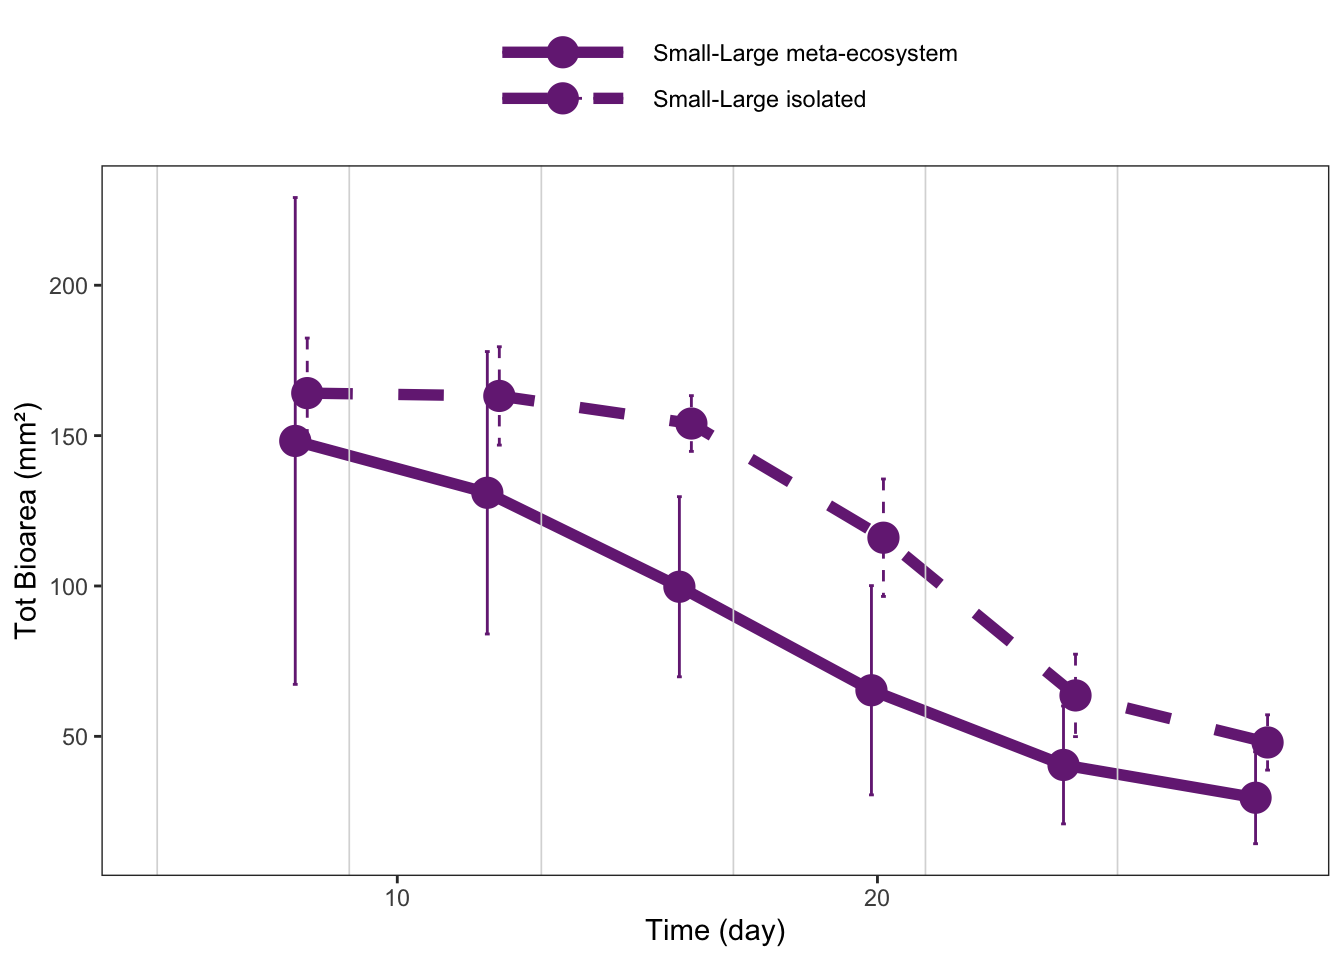 Small-Large meta-ecosystem
Small-Large isolated
200
150
100
50
Tot Bioarea (mm²)
10
20
Time (day)